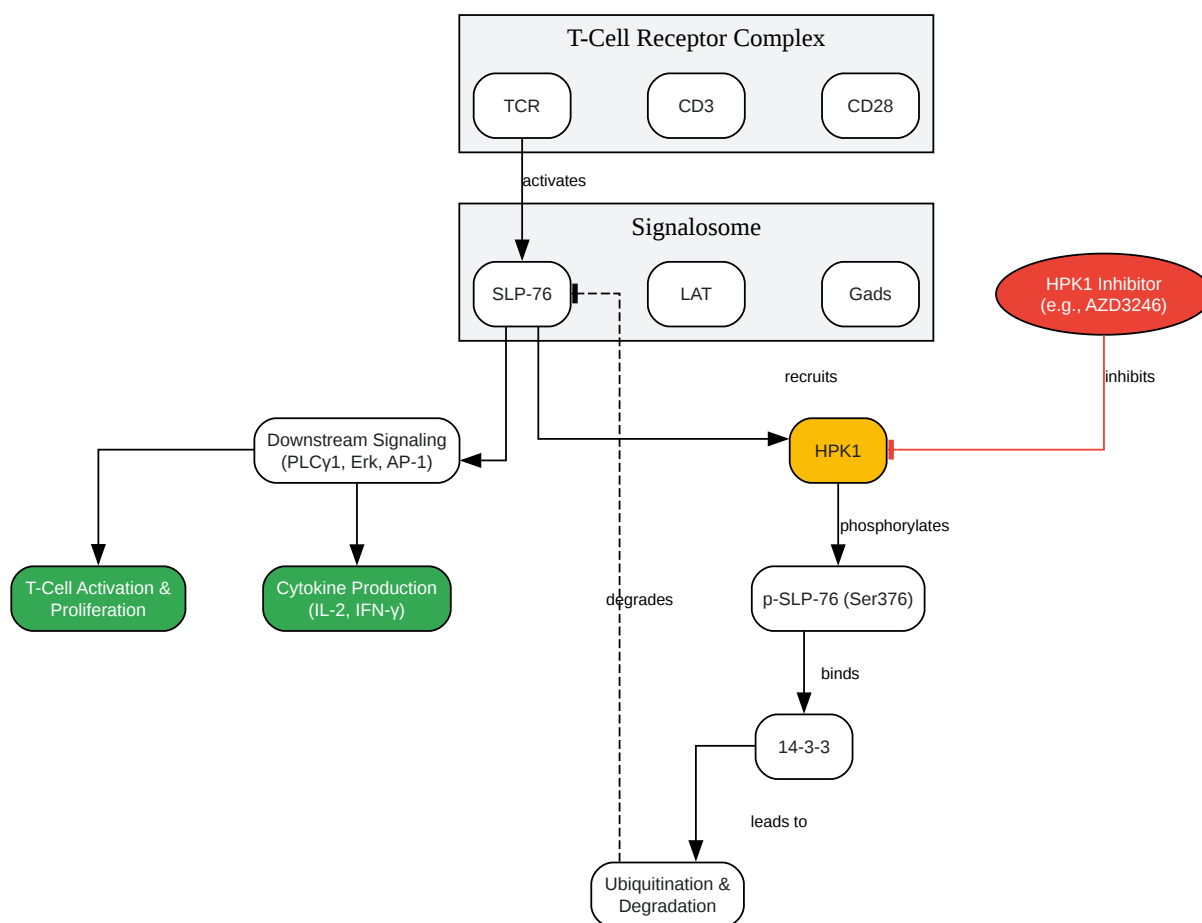 T-Cell Receptor Complex
TCR
CD3
CD28
activates
Signalosome
SLP-76
LAT
Gads
HPK1 Inhibitor
(e.g., AZD3246)
recruits
inhibits
Downstream Signaling
(PLCγ1, Erk, AP-1)
HPK1
phosphorylates
T-Cell Activation &
Proliferation
Cytokine Production
(IL-2, IFN-γ)
degrades
p-SLP-76 (Ser376)
binds
14-3-3
leads to
Ubiquitination &
Degradation